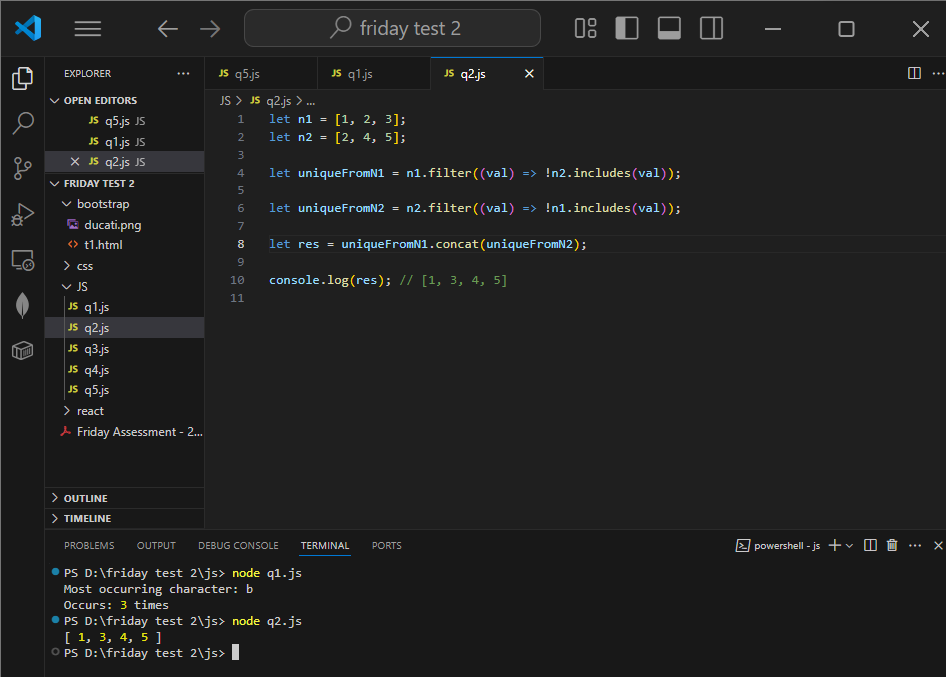 friday test 2
EXPLORER ...
OPEN EDITORS
JS q5.js JS
JS q1.js JS
JS q2.js JS
FRIDAY TEST 2
bootstrap
ducati.png
t1.html
css
JS
JS q1.js
JS q2.js
JS q3.js
JS q4.js
JS q5.js
react
Friday Assessment - 2...
OUTLINE
TIMELINE
JS q5.js JS q1.js JS q2.js
JS > JS q2.js > ...
1 let n1 = [1, 2, 3];
2 let n2 = [2, 4, 5];
3
4 let uniqueFromN1 = n1.filter((val) => !n2.includes(val));
5
6 let uniqueFromN2 = n2.filter((val) => !n1.includes(val));
7
8 let res = uniqueFromN1.concat(uniqueFromN2);
9
10 console.log(res); // [1, 3, 4, 5]
11
PROBLEMS OUTPUT DEBUG CONSOLE TERMINAL PORTS powershell - js
PS D:\friday test 2\js> node q1.js
Most occurring character: b
Occurs: 3 times
PS D:\friday test 2\js> node q2.js
[ 1, 3, 4, 5 ]
PS D:\friday test 2\js>